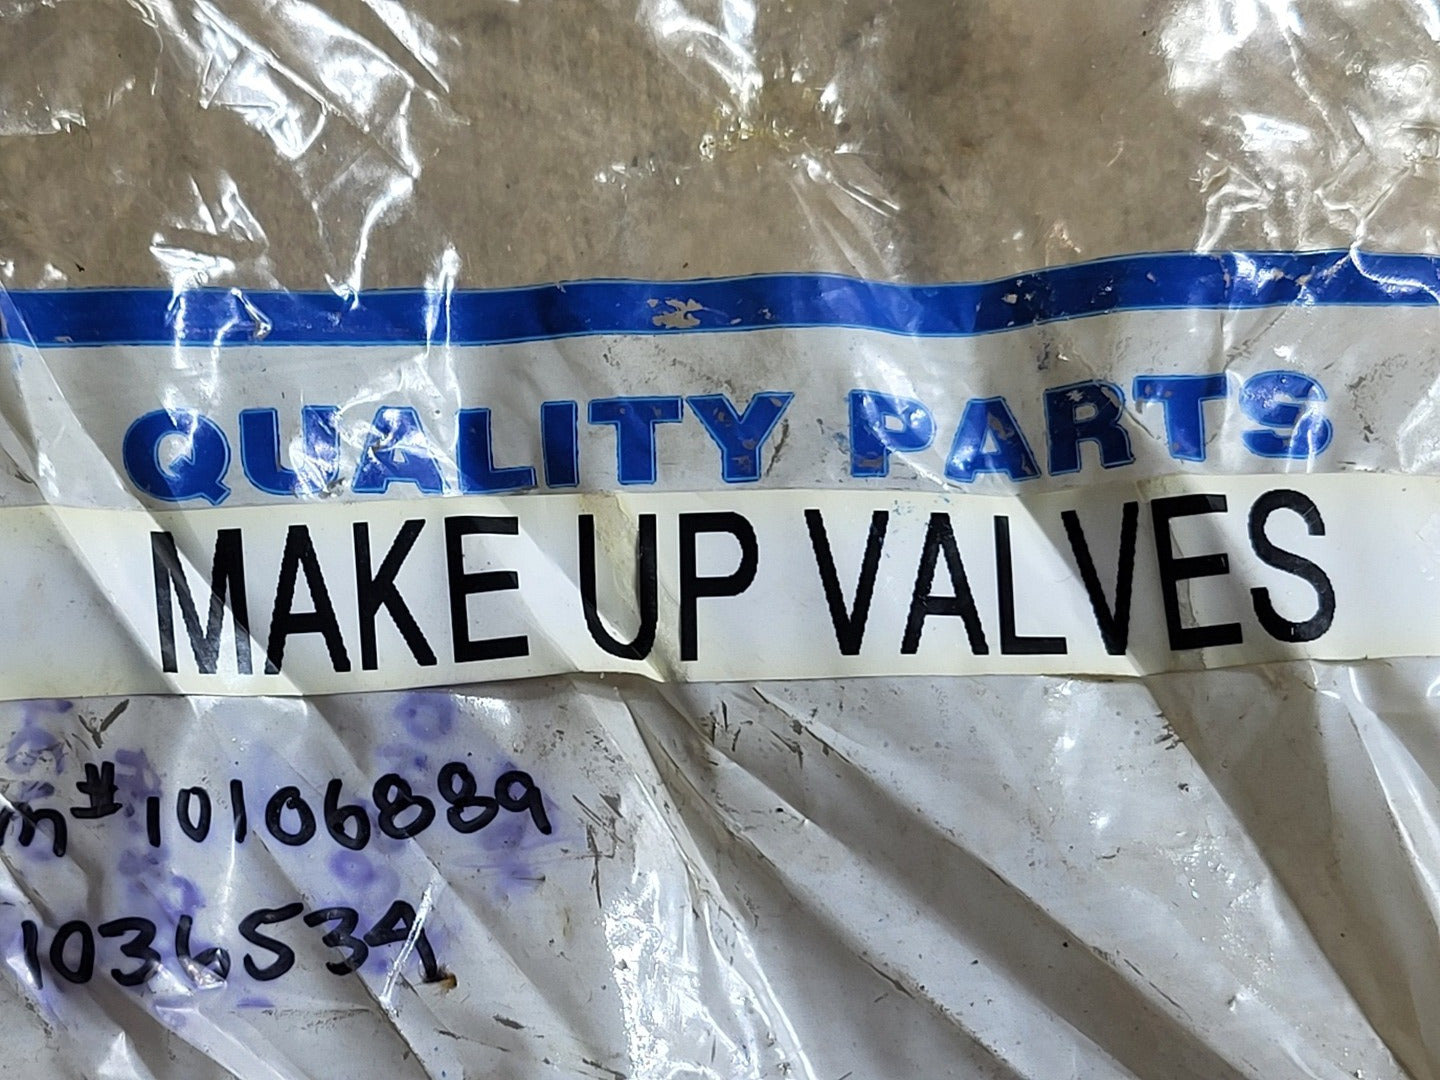 QUALITY PARTS
MAKE UP VALVES
m# 10106889
1036534